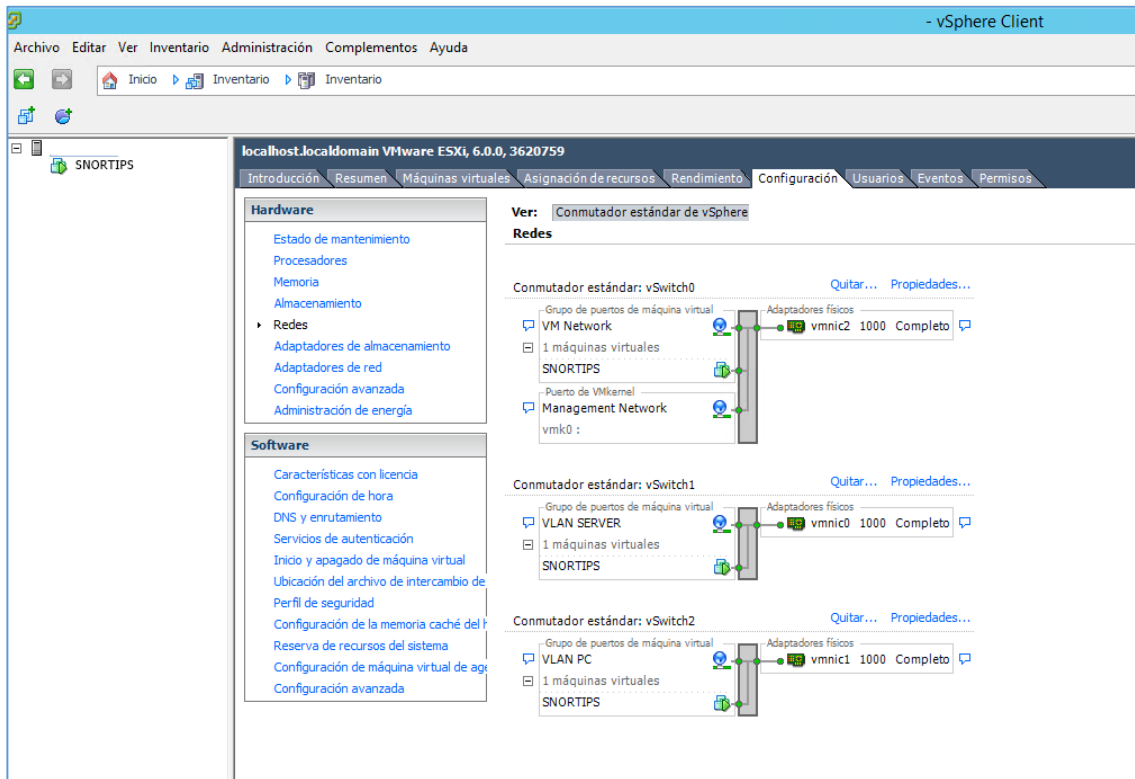 - vSphere Client
Archivo Editar Ver Inventario Administración Complementos Ayuda
Inicio Inventario Inventario
SNORTIPS
localhost.localdomain VMware ESXi, 6.0.0, 3620759
Introducción Resumen Máquinas virtuales Asignación de recursos Rendimiento Configuración Usuarios Eventos Permisos
Hardware
Estado de mantenimiento
Procesadores
Memoria
Almacenamiento
Redes
Adaptadores de almacenamiento
Adaptadores de red
Configuración avanzada
Administración de energía
Software
Características con licencia
Configuración de hora
DNS y enrutamiento
Servicios de autenticación
Inicio y apagado de máquina virtual
Ubicación del archivo de intercambio de
Perfil de seguridad
Configuración de la memoria caché del h
Reserva de recursos del sistema
Configuración de máquina virtual de age
Configuración avanzada
Ver: Conmutador estándar de vSphere
Redes
Conmutador estándar: vSwitch0 Quitar... Propiedades...
Grupo de puertos de máquina virtual Adaptadores físicos
VM Network vmnic2 1000 Completo
1 máquinas virtuales
SNORTIPS
Puerto de VMkernel
Management Network
vmk0 :
Conmutador estándar: vSwitch1 Quitar... Propiedades...
Grupo de puertos de máquina virtual Adaptadores físicos
VLAN SERVER vmnic0 1000 Completo
1 máquinas virtuales
SNORTIPS
Conmutador estándar: vSwitch2 Quitar... Propiedades...
Grupo de puertos de máquina virtual Adaptadores físicos
VLAN PC vmnic1 1000 Completo
1 máquinas virtuales
SNORTIPS